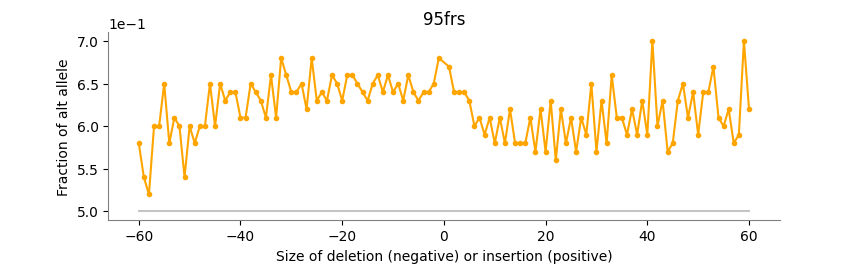 95frs
1e−1
7.0
6.5
6.0
5.5
5.0
Fraction of alt allele
−60 −40 −20 0 20 40 60
Size of deletion (negative) or insertion (positive)